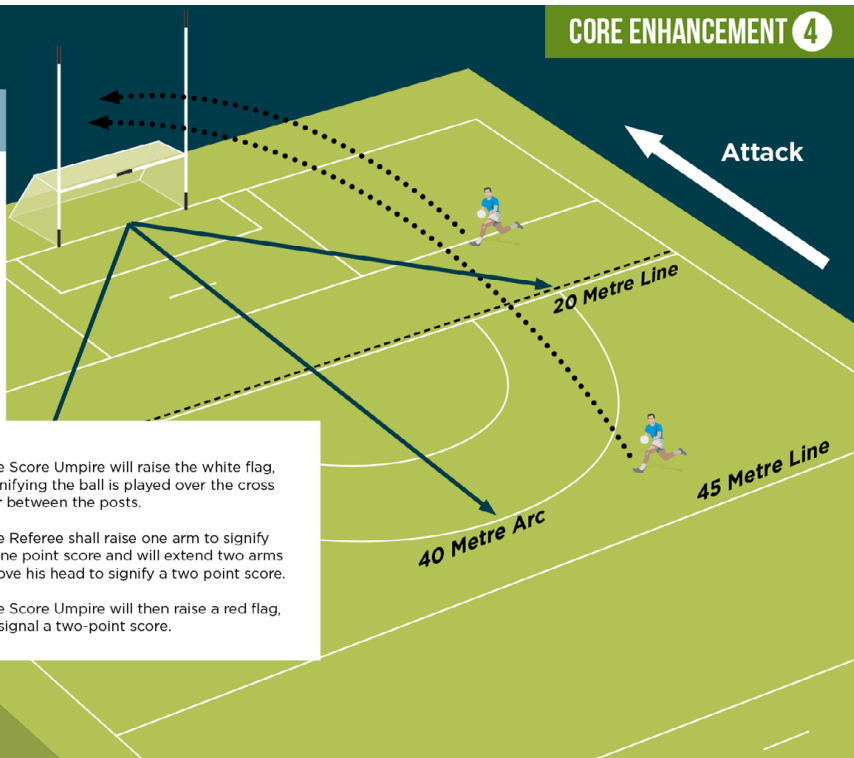 CORE ENHANCEMENT 4
Attack
20 Metre Line
45 Metre Line
40 Metre Arc
e Score Umpire will raise the white flag,
nifying the ball is played over the cross
r between the posts.
e Referee shall raise one arm to signify
ne point score and will extend two arms
ove his head to signify a two point score.
e Score Umpire will then raise a red flag,
signal a two-point score.